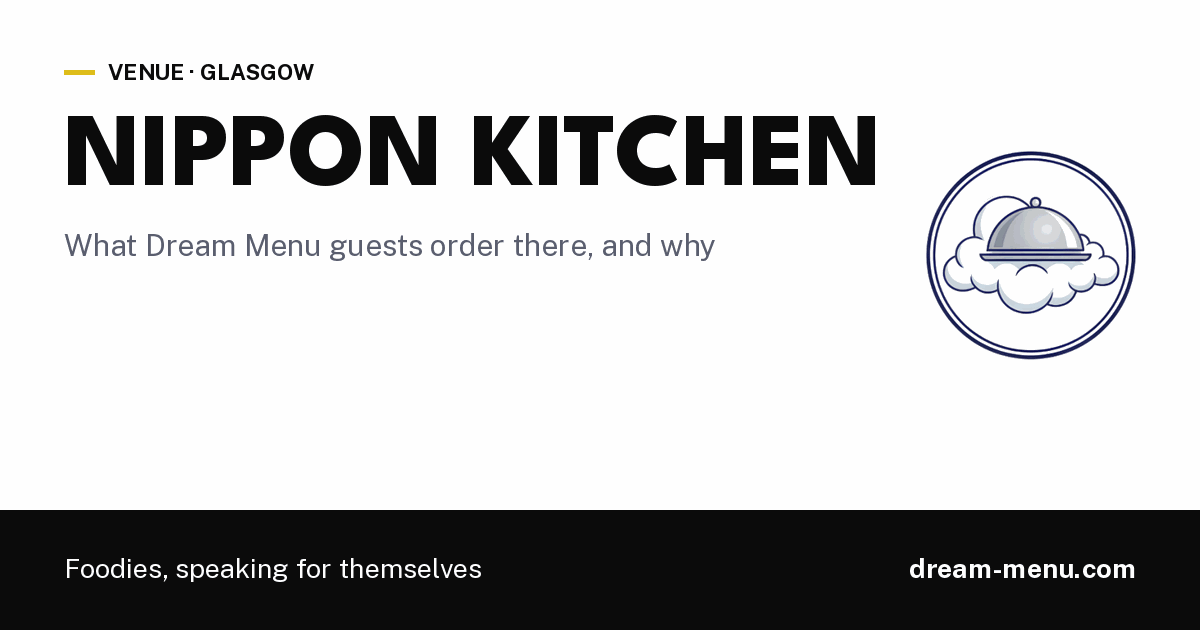 VENUE · GLASGOW
NIPPON KITCHEN
What Dream Menu guests order there, and why
Foodies, speaking for themselves
dream-menu.com